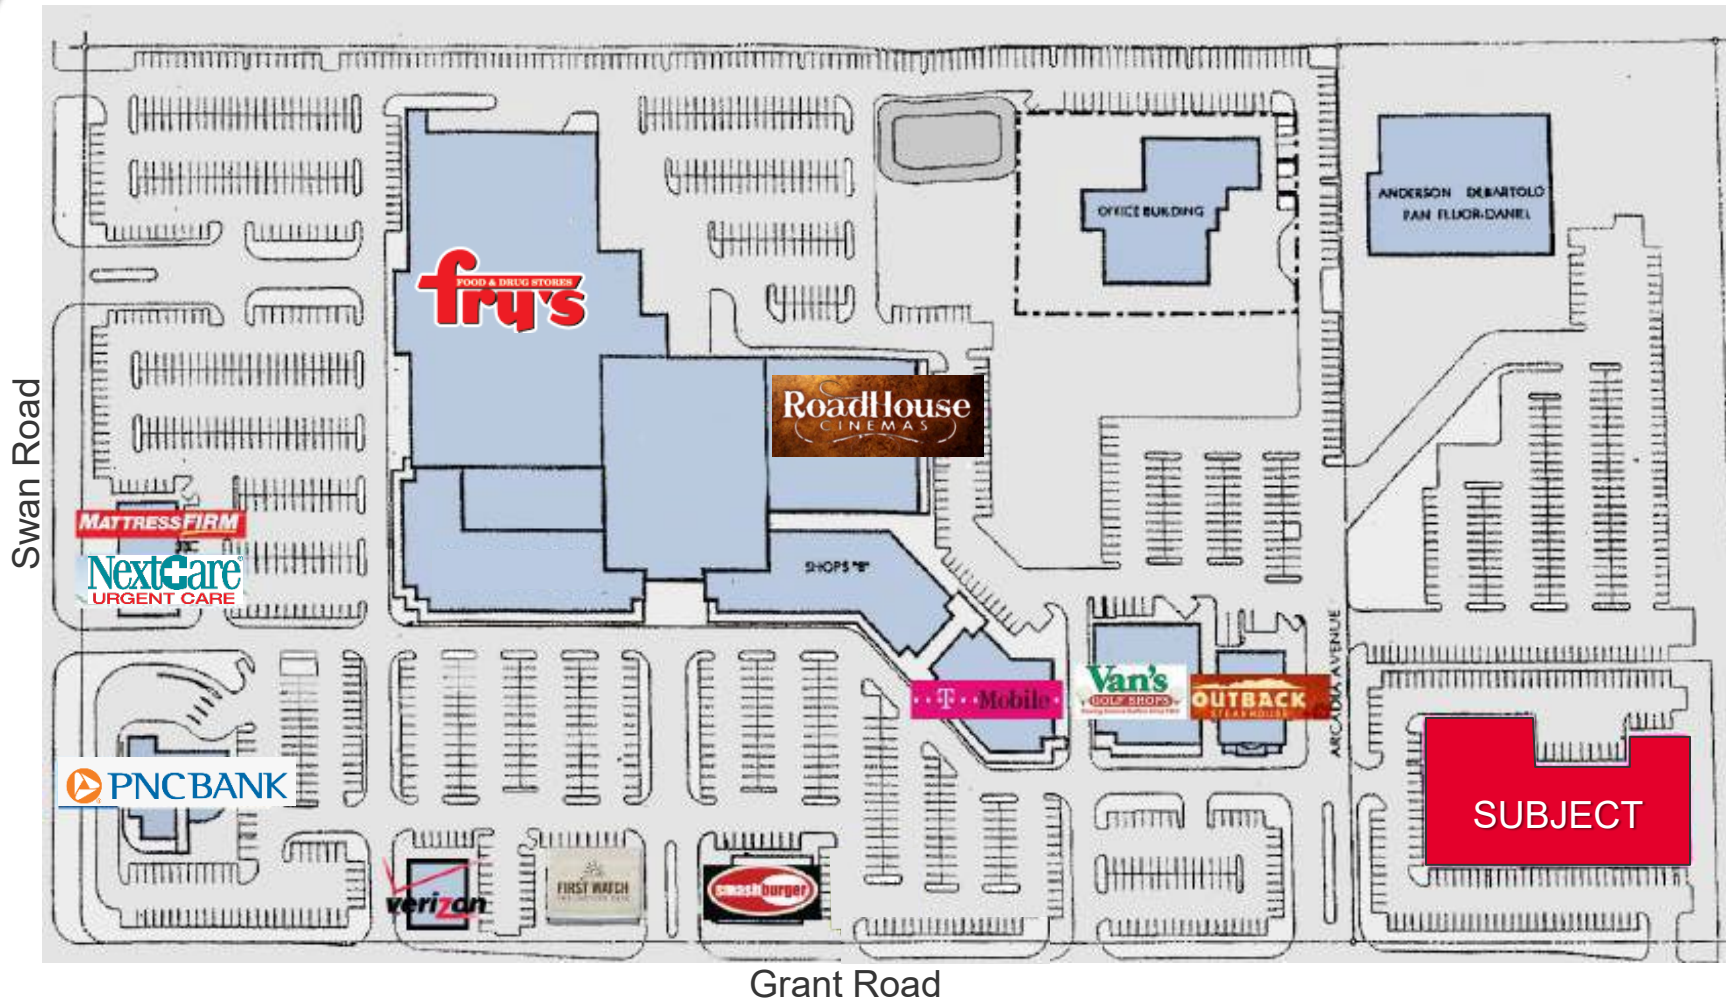 ANDERSON DEBARTOLO
PAN FLUOR-DANIEL
OFFICE BUILDING
fry's
FOOD & DRUG STORES
RoadHouse
CINEMAS
Swan Road
MATTRESSFIRM
NextCare
URGENT CARE
SHOPS "B"
ARCADIA AVENUE
T Mobile
Van's
GOLF SHOPS
OUTBACK
STEAKHOUSE
PNCBANK
SUBJECT
verizon
FIRST WATCH
smashburger
Grant Road